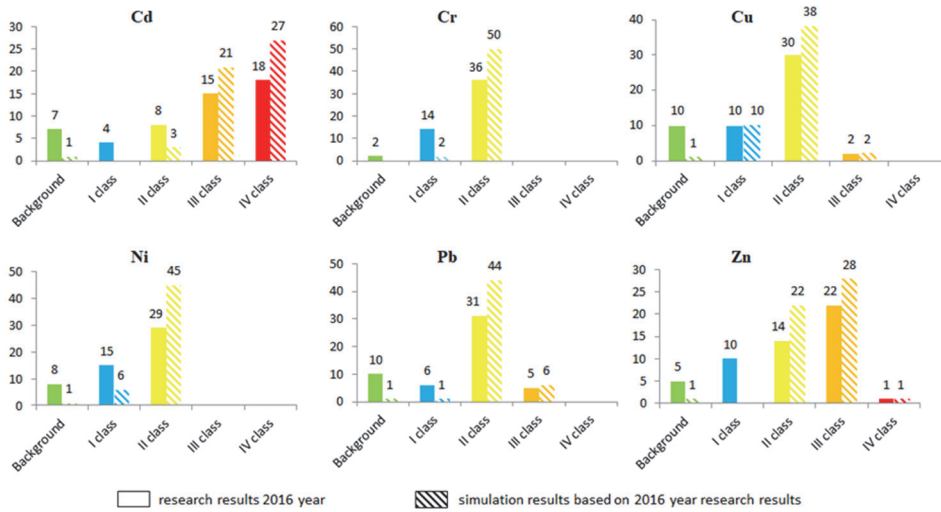 Cd
30
25
20
15
10
5
0
7
1
4
8
3
15
21
18
27
Background
I class
II class
III class
IV class
Cr
60
50
40
30
20
10
0
2
14
2
36
50
Background
I class
II class
III class
IV class
Cu
40
30
20
10
0
10
1
10
10
30
38
2
2
Background
I class
II class
III class
IV class
Ni
50
40
30
20
10
0
8
1
15
6
29
45
Background
I class
II class
III class
IV class
Pb
50
40
30
20
10
0
10
1
6
1
31
44
5
6
Background
I class
II class
III class
IV class
Zn
30
25
20
15
10
5
0
5
1
10
14
22
22
28
1
1
Background
I class
II class
III class
IV class
research results 2016 year
simulation results based on 2016 year research results